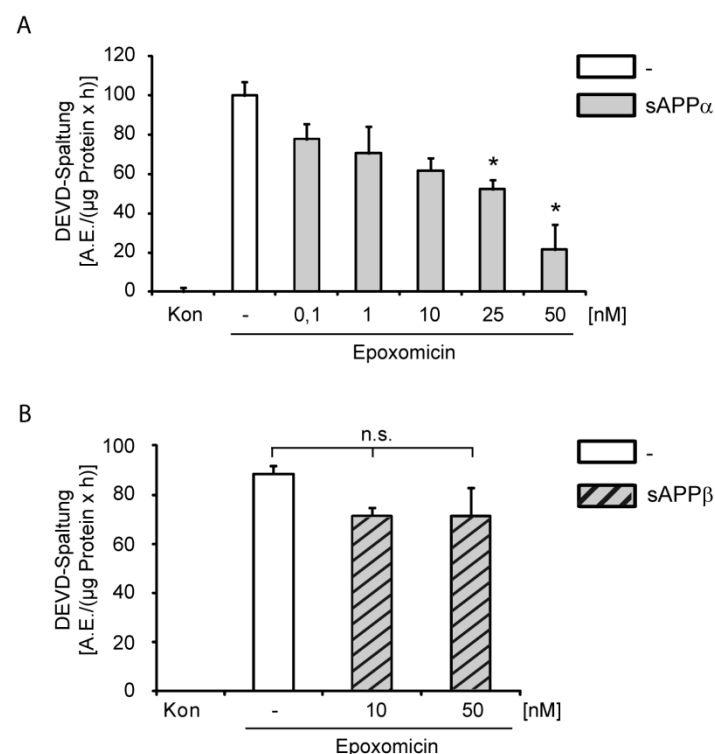 A
DEVD-Spaltung
[A.E./(µg Protein x h)]
120
100
80
60
40
20
0
*
*
Kon - 0,1 1 10 25 50 [nM]
Epoxomicin
-
sAPPα
B
DEVD-Spaltung
[A.E./(µg Protein x h)]
100
80
60
40
20
0
n.s.
Kon - 10 50 [nM]
Epoxomicin
-
sAPPβ